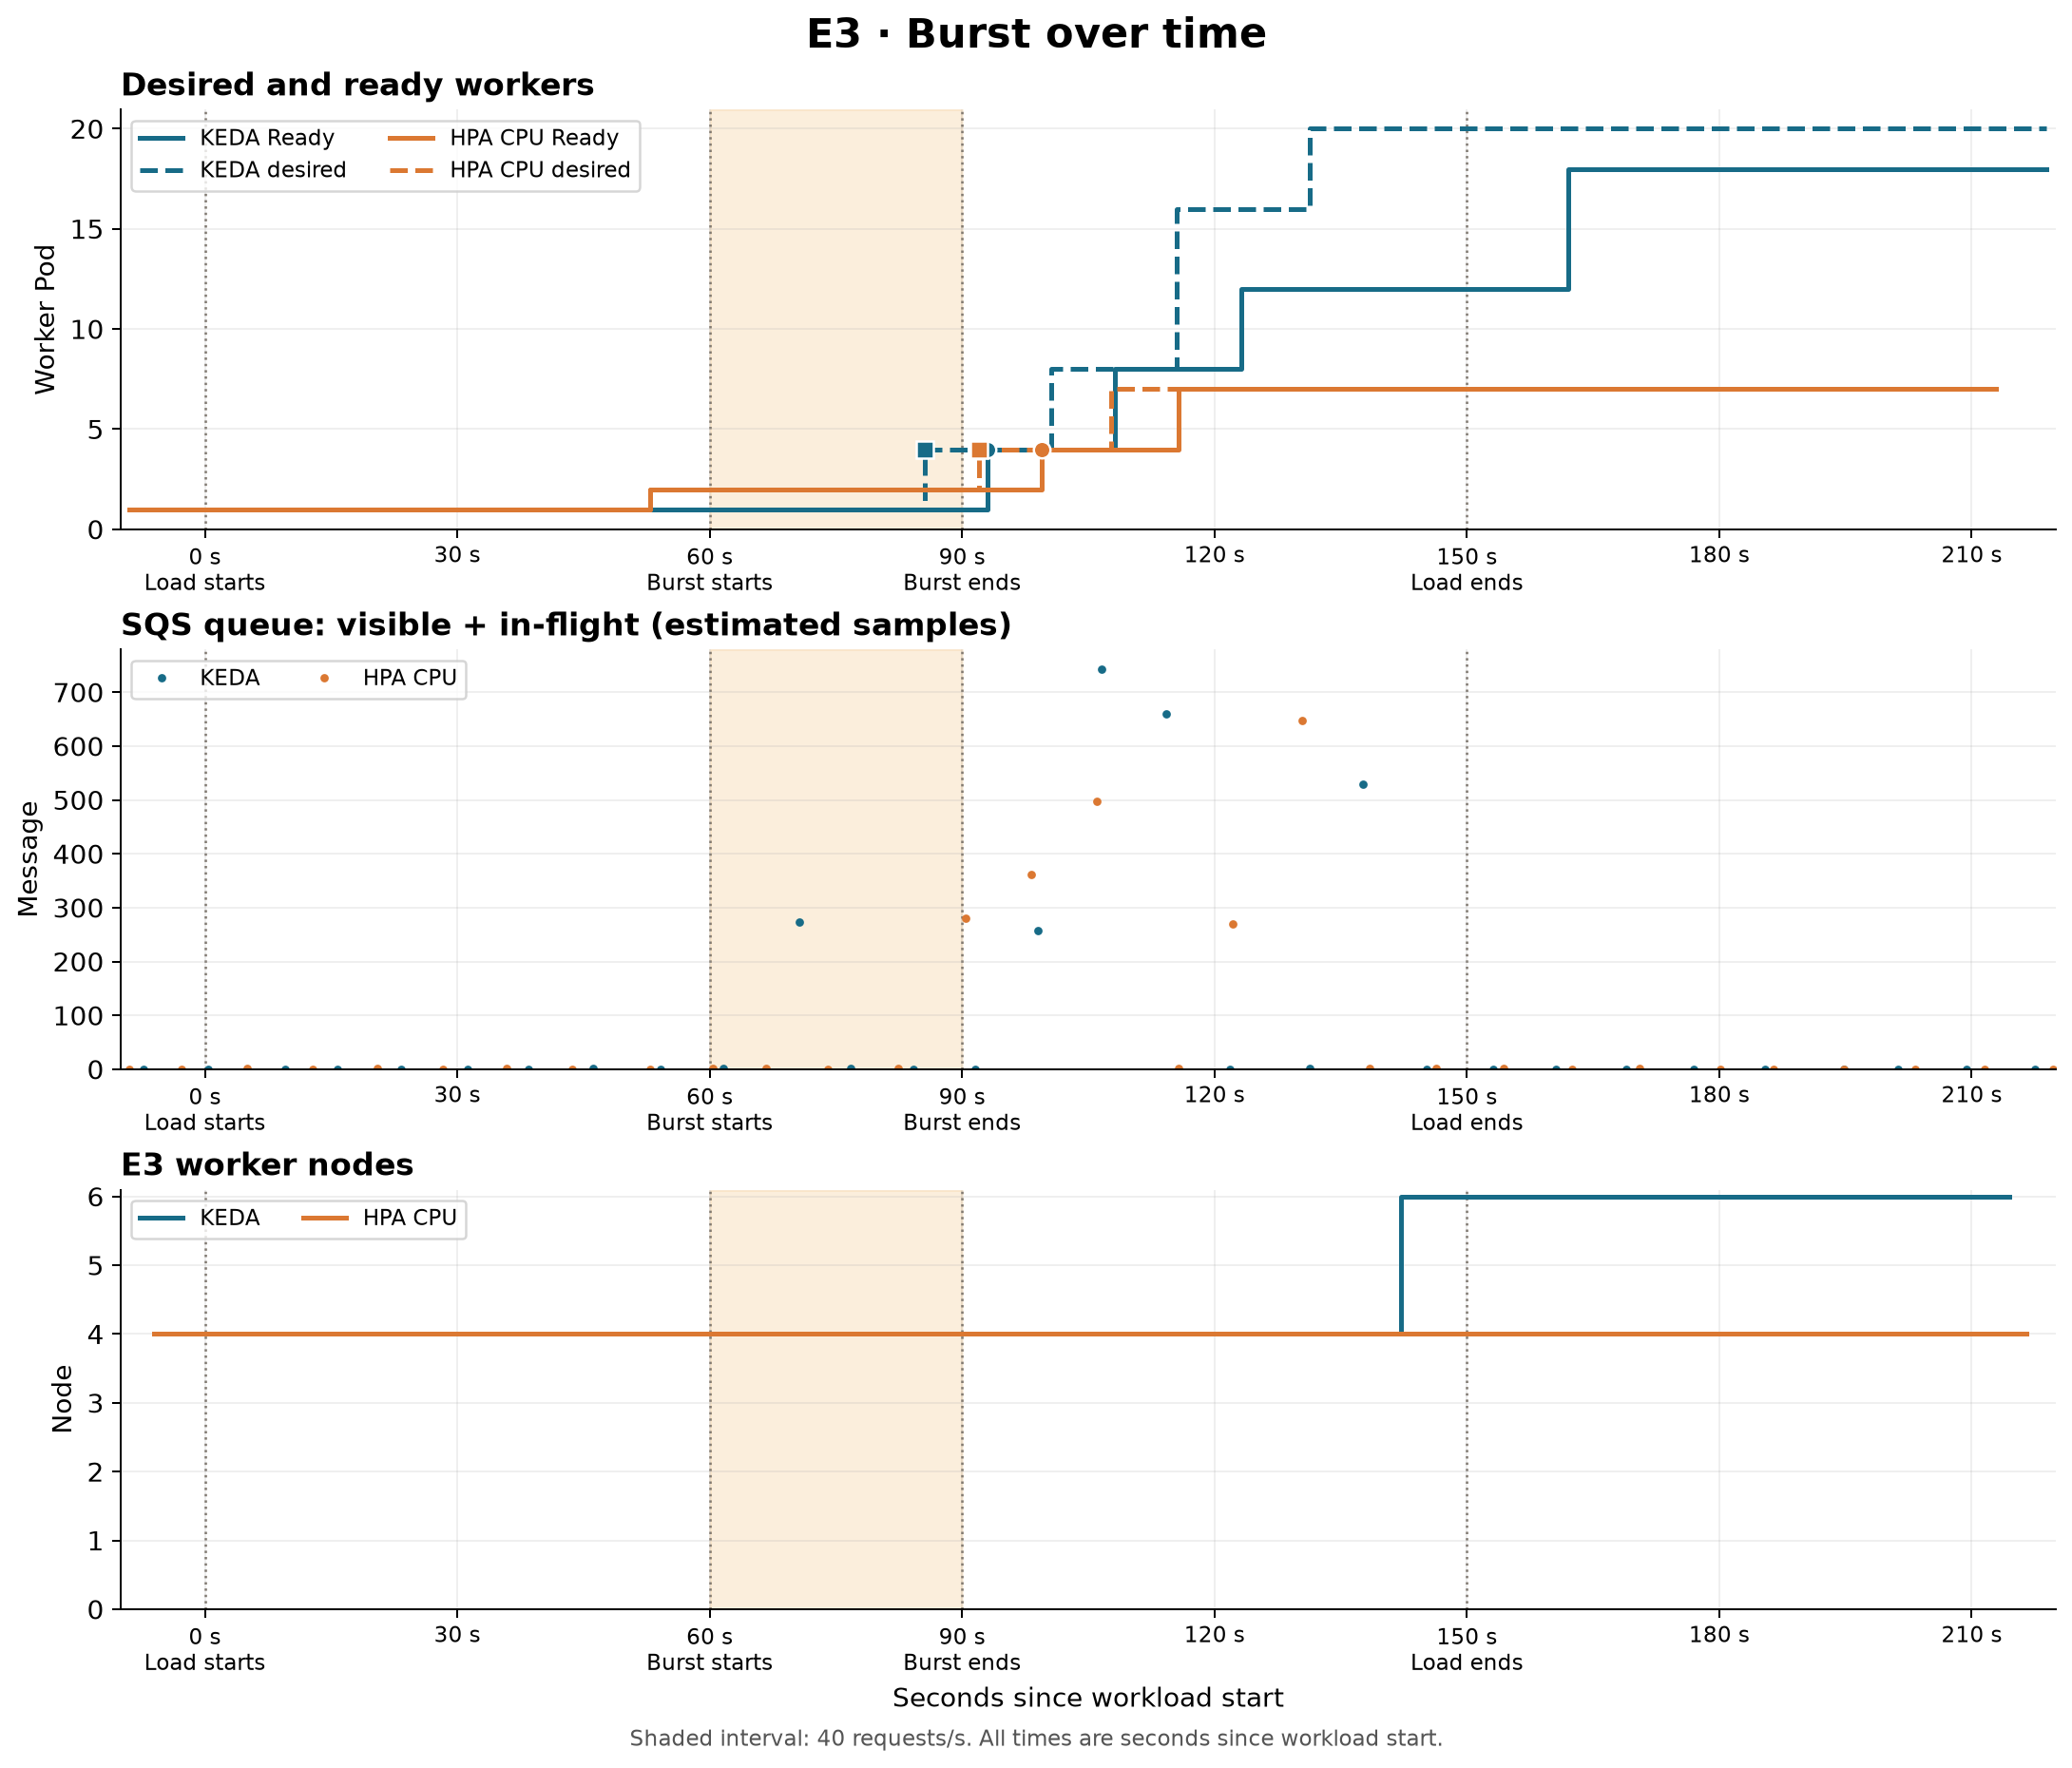 E3 · Burst over time
Desired and ready workers
KEDA Ready
HPA CPU Ready
KEDA desired
HPA CPU desired
Worker Pod
20
15
10
5
0
0 s
30 s
60 s
90 s
120 s
150 s
180 s
210 s
Load starts
Burst starts
Burst ends
Load ends
SQS queue: visible + in-flight (estimated samples)
KEDA
HPA CPU
Message
700
600
500
400
300
200
100
0
0 s
30 s
60 s
90 s
120 s
150 s
180 s
210 s
Load starts
Burst starts
Burst ends
Load ends
E3 worker nodes
KEDA
HPA CPU
Node
6
5
4
3
2
1
0
0 s
30 s
60 s
90 s
120 s
150 s
180 s
210 s
Load starts
Burst starts
Burst ends
Load ends
Seconds since workload start
Shaded interval: 40 requests/s. All times are seconds since workload start.